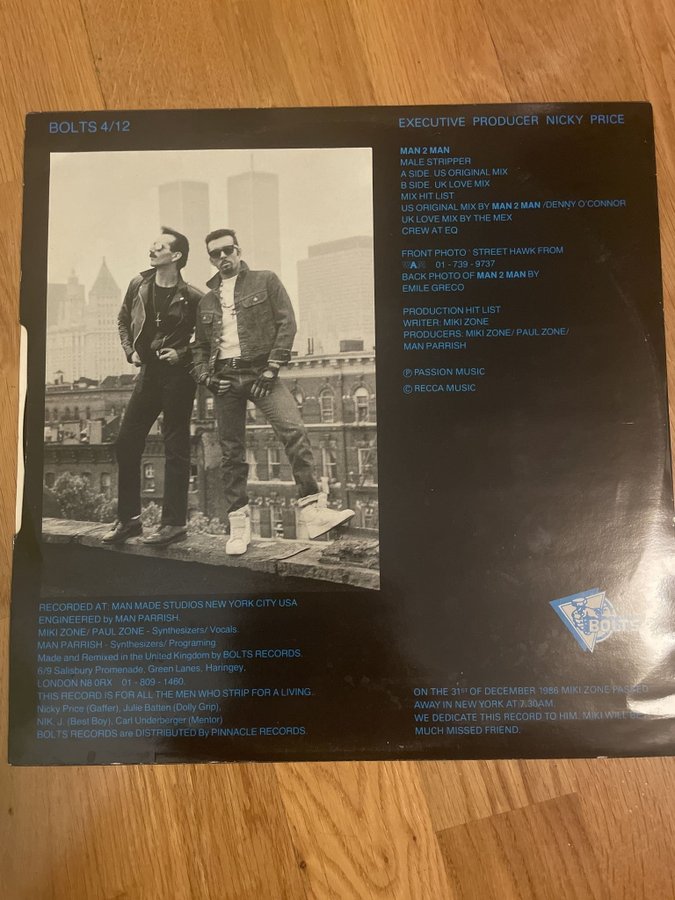 BOLTS 4/12
EXECUTIVE PRODUCER NICKY PRICE
MAN 2 MAN
MALE STRIPPER
A SIDE. US ORIGINAL MIX
B SIDE. UK LOVE MIX
MIX HIT LIST
US ORIGINAL MIX BY MAN 2 MAN /DENNY O'CONNOR
UK LOVE MIX BY THE MEX
CREW AT EQ
FRONT PHOTO ' STREET HAWK FROM
01 - 739 - 9737
BACK PHOTO OF MAN 2 MAN BY
EMILE GRECO
PRODUCTION HIT LIST
WRITER: MIKI ZONE
PRODUCERS: MIKI ZONE/ PAUL ZONE/
MAN PARRISH
Ⓟ PASSION MUSIC
© RECCA MUSIC
RECORDED AT: MAN MADE STUDIOS NEW YORK CITY USA
ENGINEERED by MAN PARRISH.
MIKI ZONE/ PAUL ZONE - Synthesizers/ Vocals.
MAN PARRISH - Synthesizers/ Programing
Made and Remixed in the United Kingdom by BOLTS RECORDS.
6/9 Salisbury Promenade, Green Lanes, Haringey,
LONDON N8 0RX 01 - 809 - 1460.
THIS RECORD IS FOR ALL THE MEN WHO STRIP FOR A LIVING..
Nicky Price (Gaffer), Julie Batten (Dolly Grip),
NIK. J. (Best Boy), Carl Underberger (Mentor)
BOLTS RECORDS are DISTRIBUTED By PINNACLE RECORDS.
BOLTS
ON THE 31ST OF DECEMBER 1986 MIKI ZONE PASSED
AWAY IN NEW YORK AT 7.30AM.
WE DEDICATE THIS RECORD TO HIM. MIKI WILL BE
MUCH MISSED FRIEND.